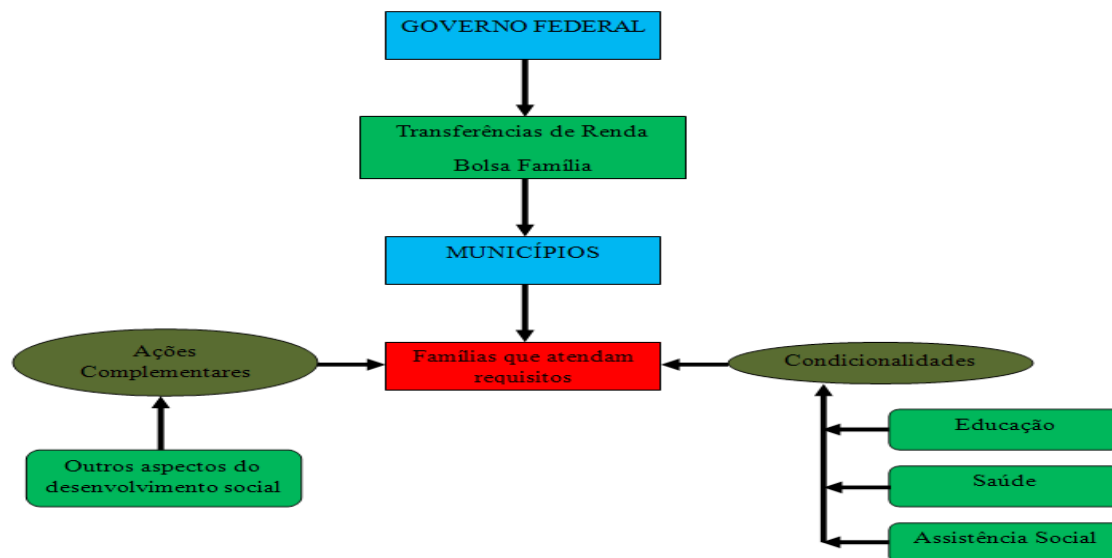 GOVERNO FEDERAL
Transferências de Renda
Bolsa Família
MUNICÍPIOS
Ações
Complementares
Famílias que atendam
requisitos
Condicionalidades
Outros aspectos do
desenvolvimento social
Educação
Saúde
Assistência Social